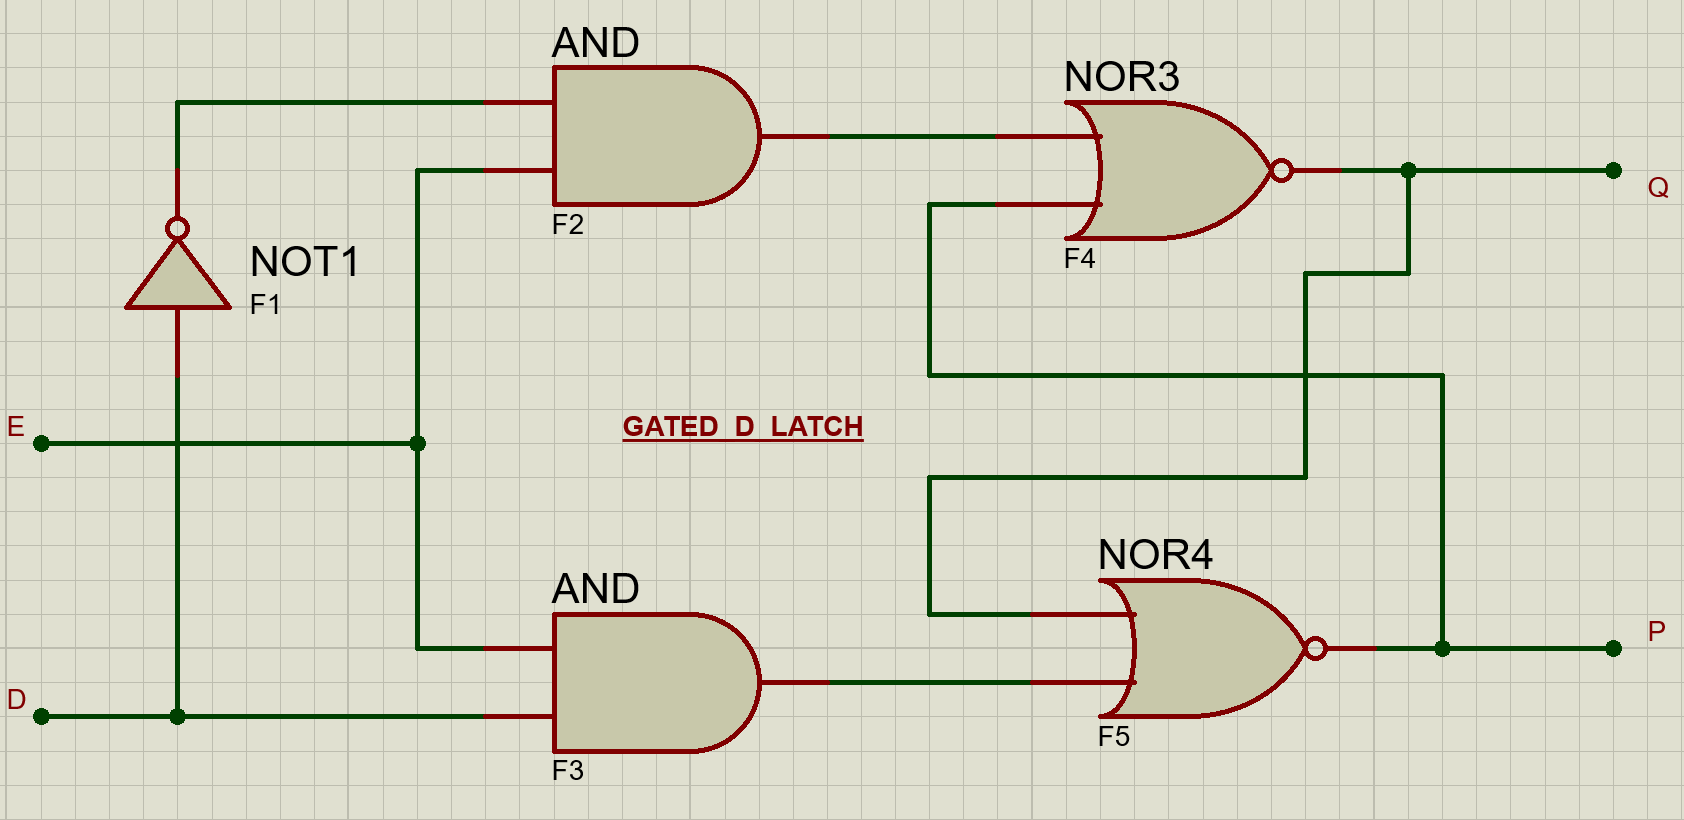 AND
NOR3
Q
F2
F4
NOT1
F1
E
GATED D LATCH
NOR4
AND
P
D
F5
F3